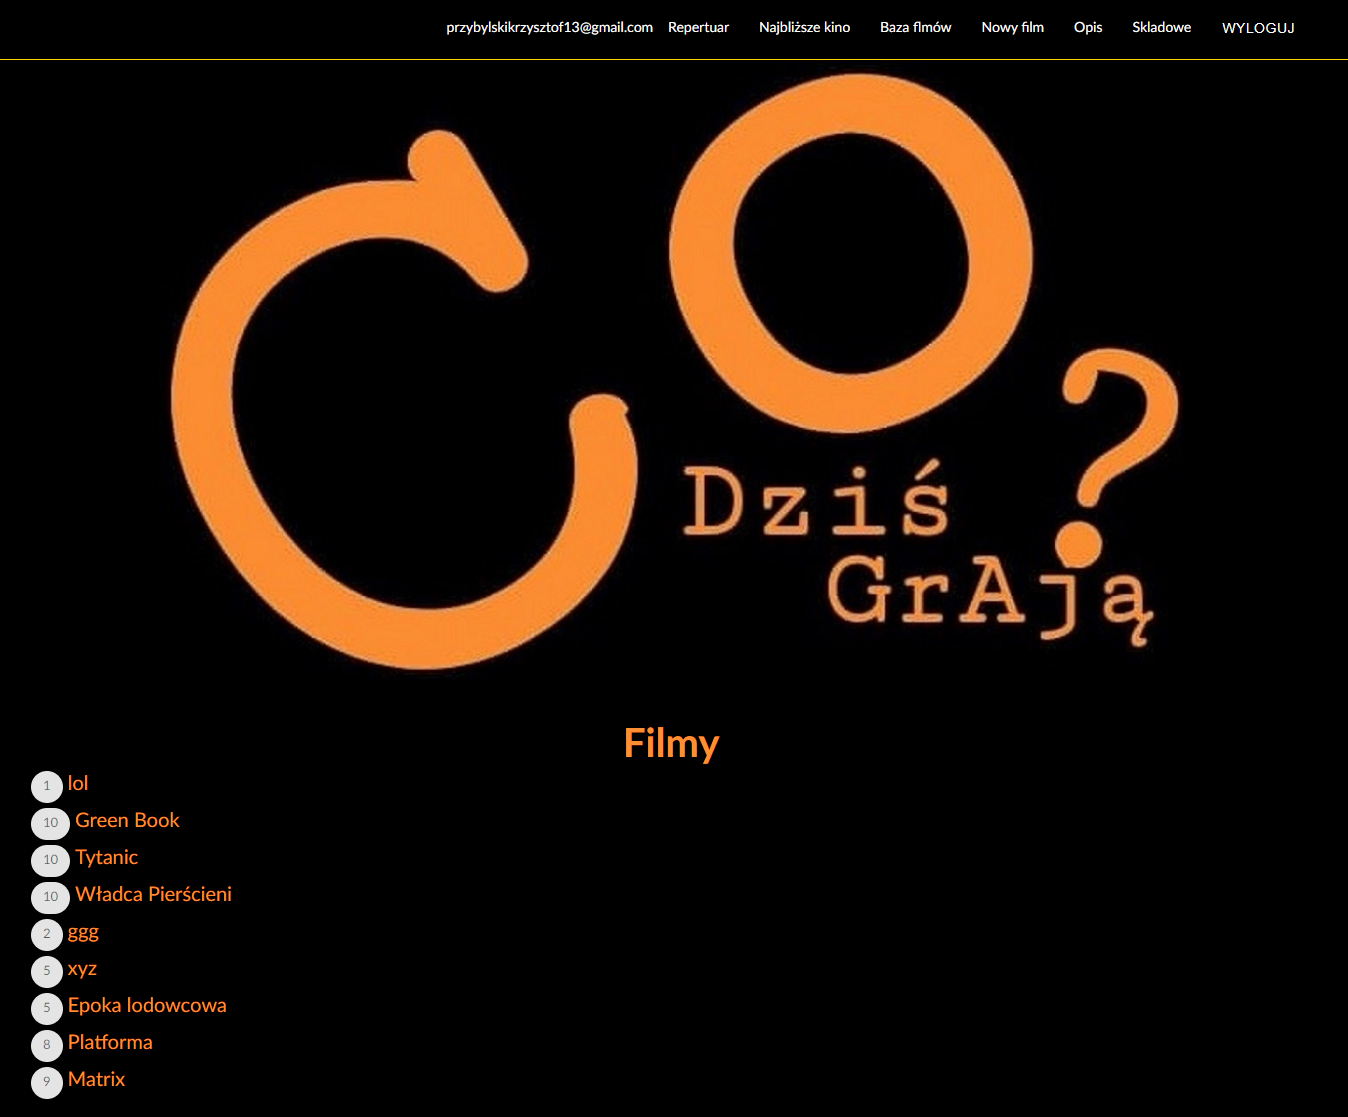 przybylskikrzysztof13@gmail.com Repertuar Najbliższe kino Baza flmów Nowy film Opis Skladowe WYLOGUJ
CO
?
Dziś
GrAją
Filmy
1 lol
10 Green Book
10 Tytanic
10 Władca Pierścieni
2 ggg
5 xyz
5 Epoka lodowcowa
8 Platforma
9 Matrix